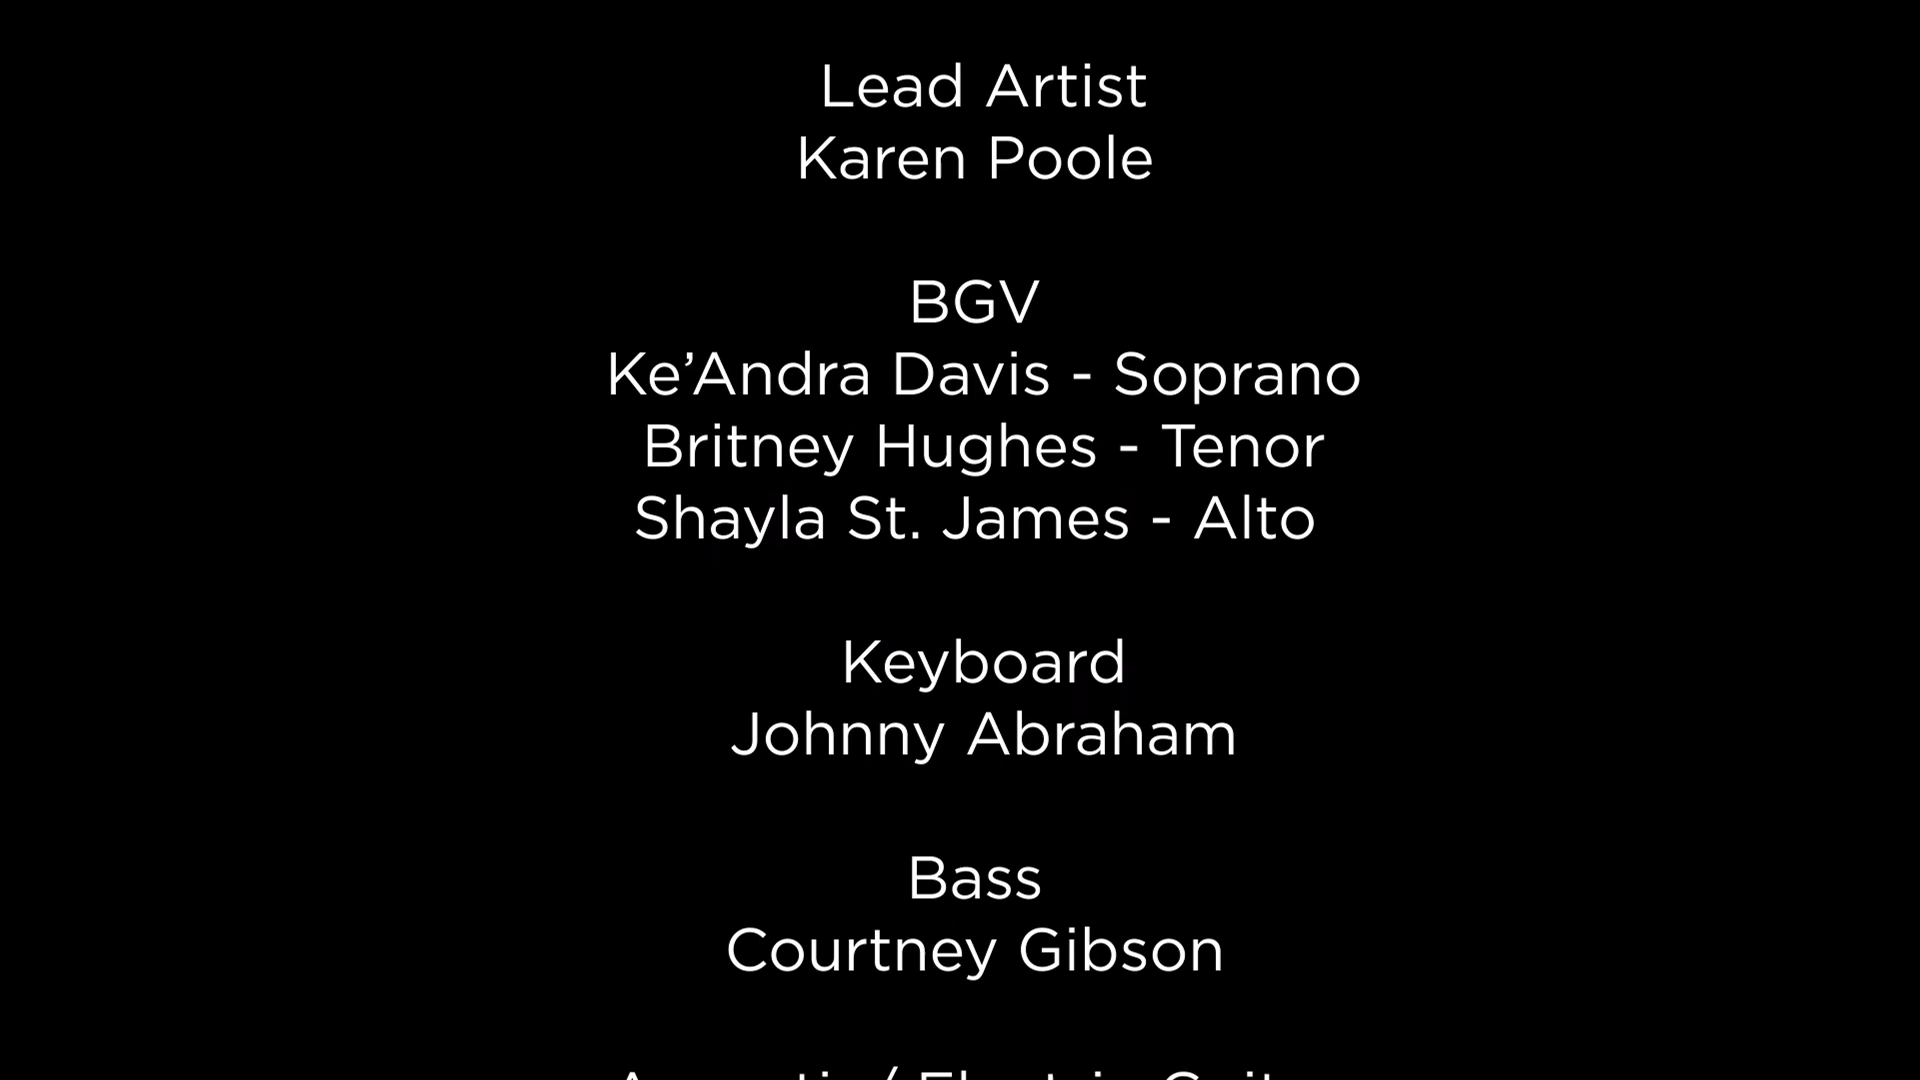 Lead Artist
Karen Poole
BGV
Ke’Andra Davis - Soprano
Britney Hughes - Tenor
Shayla St. James - Alto
Keyboard
Johnny Abraham
Bass
Courtney Gibson